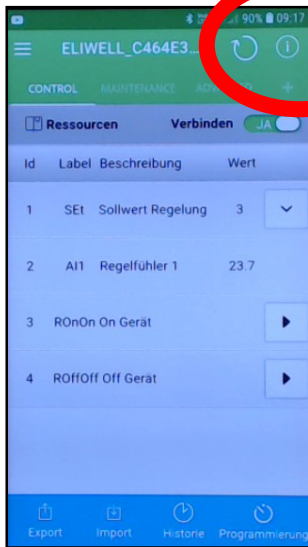 90% 09:17
ELIWELL_C464E3...
CONTROL MAINTENANCE +
Ressourcen Verbinden JA
Id Label Beschreibung Wert
1 SEt Sollwert Regelung 3
2 AI1 Regelfühler 1 23.7
3 ROnOn On Gerät
4 ROffOff Off Gerät
Export Import Historie Programmierung